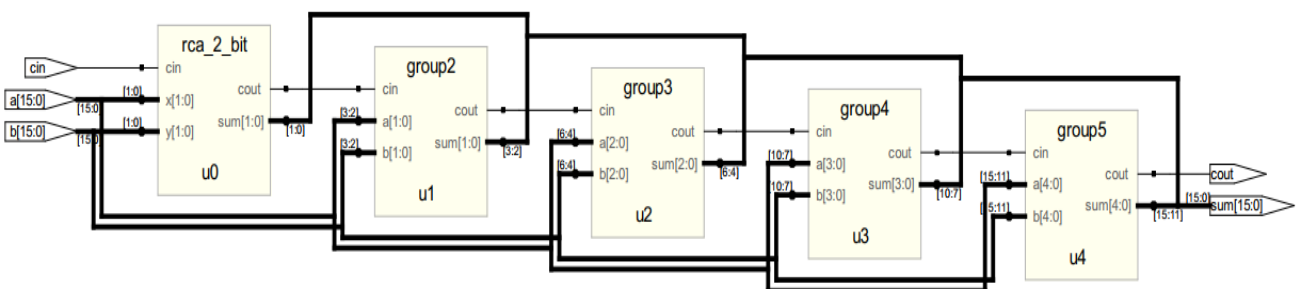 cin
a[15:0]
b[15:0]
[15:0]
[15:0]
[1:0]
[1:0]
rca_2_bit
cin
x[1:0]
y[1:0]
cout
sum[1:0]
u0
[1:0]
[3:2]
[3:2]
group2
cin
a[1:0]
b[1:0]
cout
sum[1:0]
u1
[3:2]
[6:4]
[6:4]
group3
cin
a[2:0]
b[2:0]
cout
sum[2:0]
u2
[6:4]
[10:7]
[10:7]
group4
cin
a[3:0]
b[3:0]
cout
sum[3:0]
u3
[10:7]
[15:11]
[15:11]
group5
cin
a[4:0]
b[4:0]
cout
sum[4:0]
u4
[15:11]
[15:0]
cout
sum[15:0]